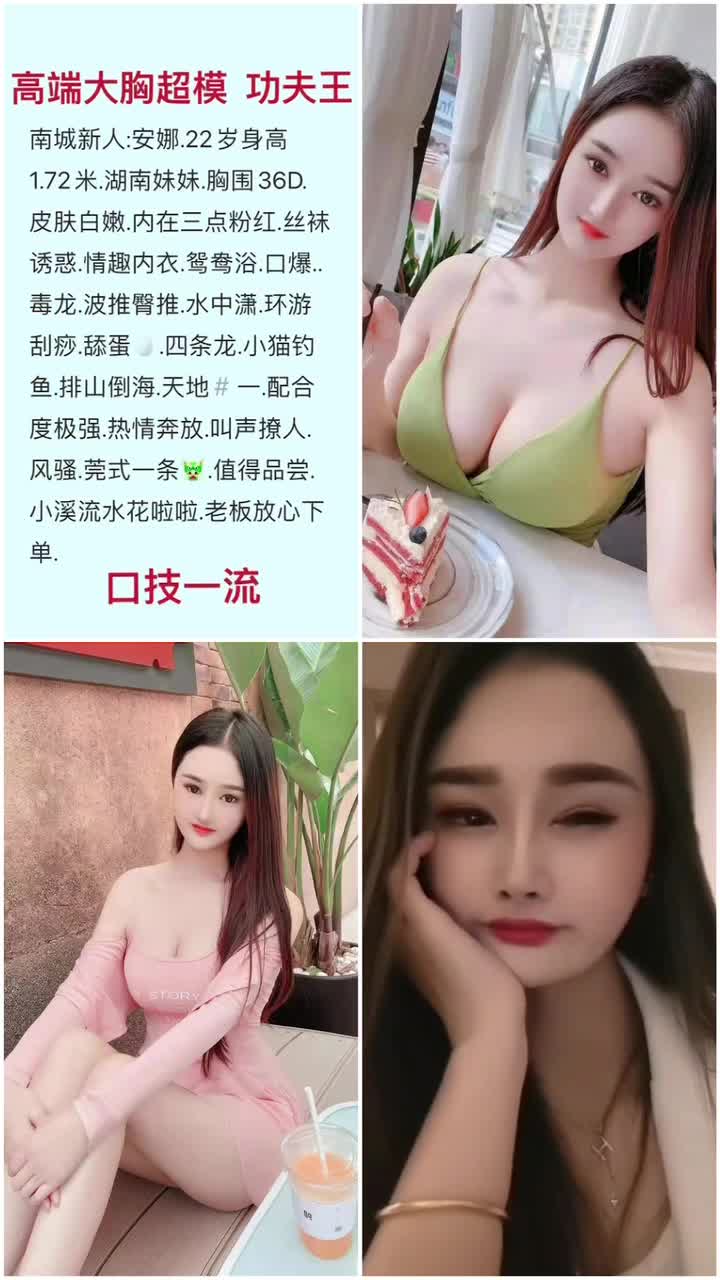 高端大胸超模 功夫王
南城新人:安娜.22岁身高
1.72米.湖南妹妹.胸围36D.
皮肤白嫩.内在三点粉红.丝袜
诱惑.情趣内衣.鸳鸯浴.口爆..
毒龙.波推臀推.水中潇.环游
刮痧.舔蛋🥚.四条龙.小猫钓
鱼.排山倒海.天地# 一.配合
度极强.热情奔放.叫声撩人.
风骚.莞式一条🐲.值得品尝.
小溪流水花啦啦.老板放心下
单.
口技一流
STORY